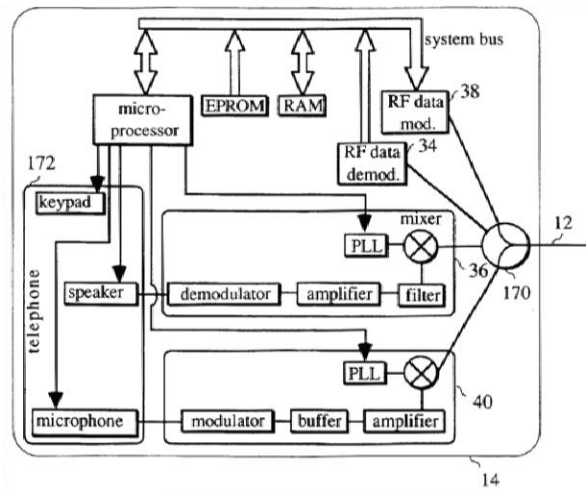 system bus
micro-
processor
EPROM
RAM
RF data
mod.
38
RF data
demod.
34
172
keypad
mixer
PLL
12
36
170
speaker
demodulator
amplifier
filter
telephone
PLL
40
microphone
modulator
buffer
amplifier
14